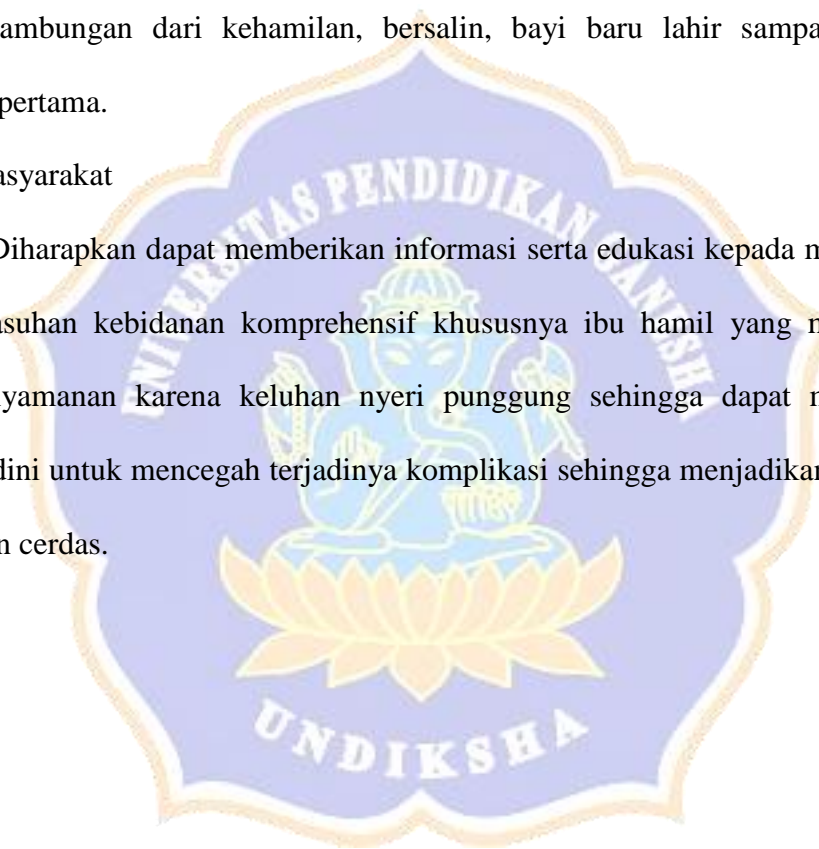 ambungan dari kehamilan, bersalin, bayi baru lahir sampa
pertama.
asyarakat
Diharapkan dapat memberikan informasi serta edukasi kepada m
asuhan kebidanan komprehensif khususnya ibu hamil yang m
nyamanan karena keluhan nyeri punggung sehingga dapat m
dini untuk mencegah terjadinya komplikasi sehingga menjadikan
n cerdas.
UNIVERSITAS PENDIDIKAN GANESHA
UNDIKSHA